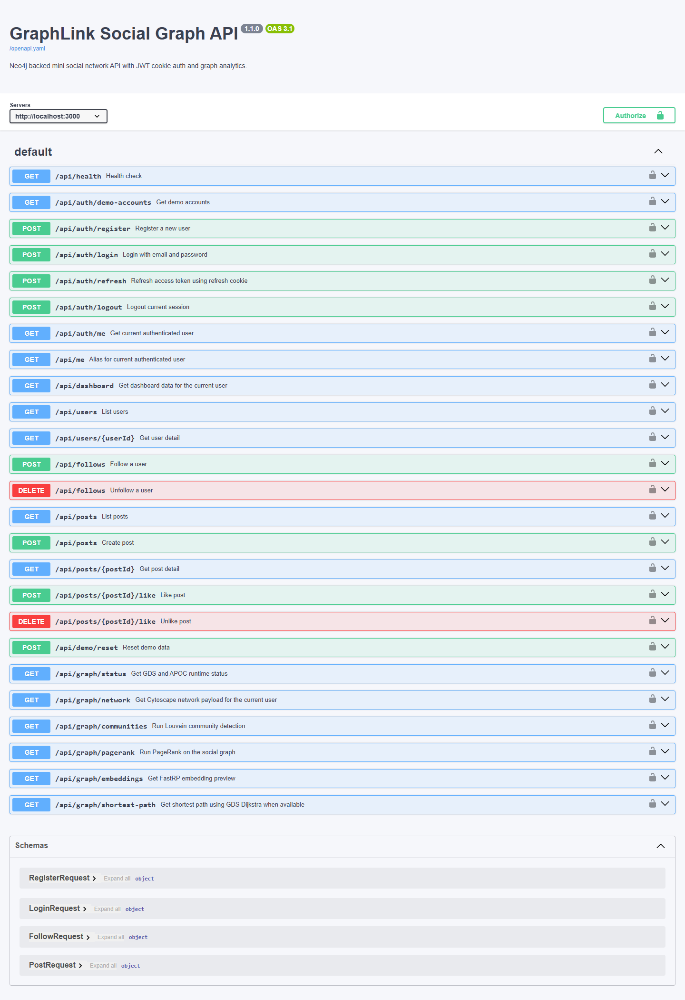 GraphLink Social Graph API 1.1.0 OAS 3.1
/openapi.yaml
Neo4j backed mini social network API with JWT cookie auth and graph analytics.
Servers
http://localhost:3000
Authorize
default
GET /api/health Health check
GET /api/auth/demo-accounts Get demo accounts
POST /api/auth/register Register a new user
POST /api/auth/login Login with email and password
POST /api/auth/refresh Refresh access token using refresh cookie
POST /api/auth/logout Logout current session
GET /api/auth/me Get current authenticated user
GET /api/me Alias for current authenticated user
GET /api/dashboard Get dashboard data for the current user
GET /api/users List users
GET /api/users/{userId} Get user detail
POST /api/follows Follow a user
DELETE /api/follows Unfollow a user
GET /api/posts List posts
POST /api/posts Create post
GET /api/posts/{postId} Get post detail
POST /api/posts/{postId}/like Like post
DELETE /api/posts/{postId}/like Unlike post
POST /api/demo/reset Reset demo data
GET /api/graph/status Get GDS and APOC runtime status
GET /api/graph/network Get Cytoscape network payload for the current user
GET /api/graph/communities Run Louvain community detection
GET /api/graph/pagerank Run PageRank on the social graph
GET /api/graph/embeddings Get FastRP embedding preview
GET /api/graph/shortest-path Get shortest path using GDS Dijkstra when available
Schemas
RegisterRequest Expand all object
LoginRequest Expand all object
FollowRequest Expand all object
PostRequest Expand all object